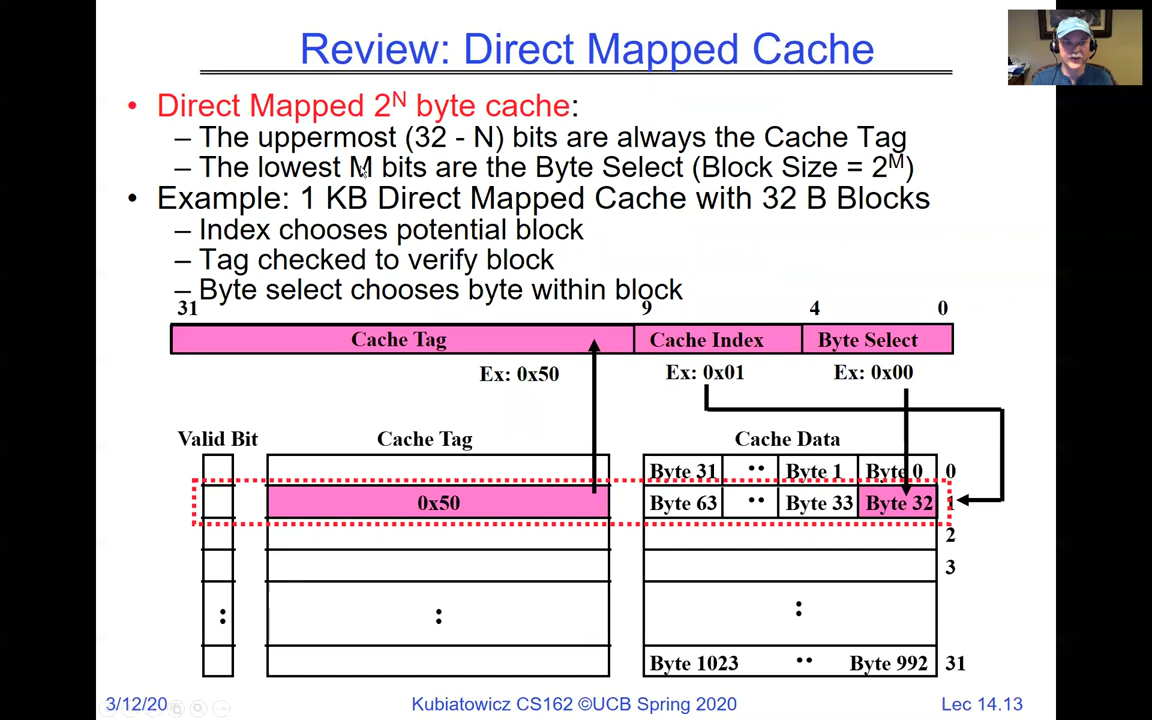 Review: Direct Mapped Cache
• Direct Mapped 2^N byte cache:
– The uppermost (32 - N) bits are always the Cache Tag
– The lowest M bits are the Byte Select (Block Size = 2^M)
• Example: 1 KB Direct Mapped Cache with 32 B Blocks
– Index chooses potential block
– Tag checked to verify block
– Byte select chooses byte within block
31 9 4 0
Cache Tag Cache Index Byte Select
Ex: 0x50 Ex: 0x01 Ex: 0x00
Valid Bit Cache Tag Cache Data
Byte 31 •• Byte 1 Byte 0 0
0x50 Byte 63 •• Byte 33 Byte 32 1
2
3
: : :
Byte 1023 •• Byte 992 31
3/12/20 Kubiatowicz CS162 ©UCB Spring 2020 Lec 14.13